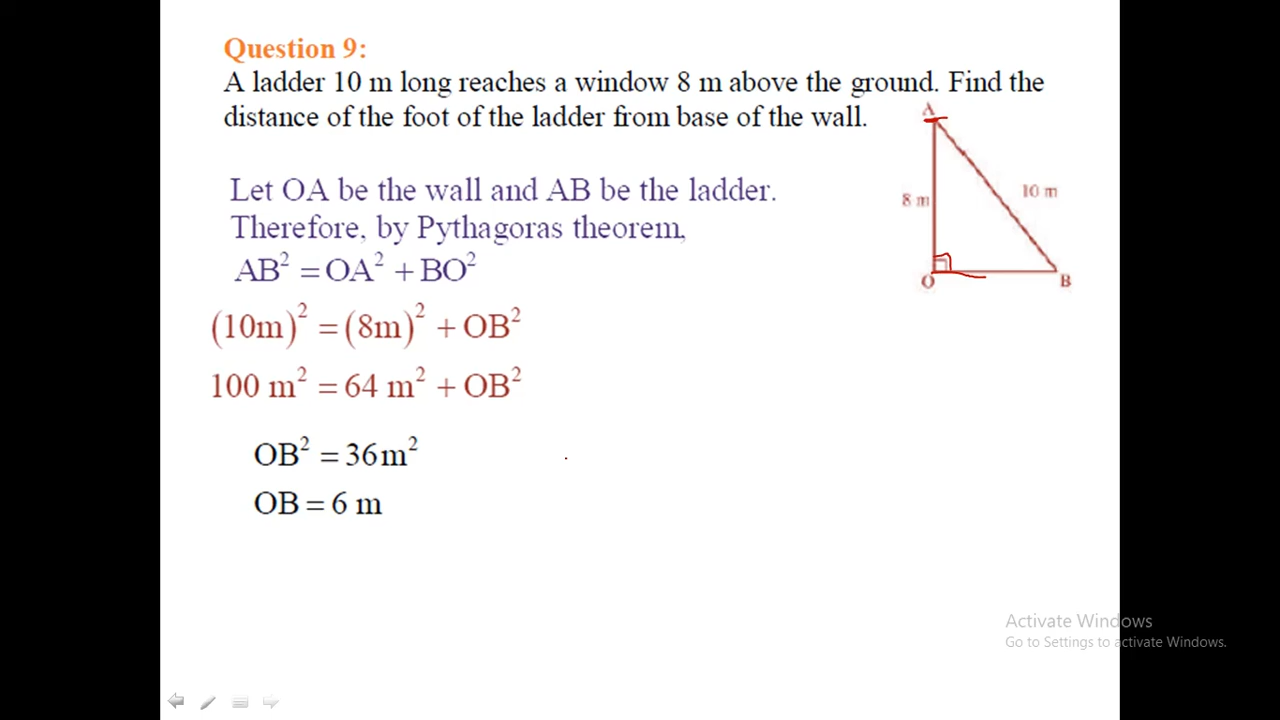 Question 9:
A ladder 10 m long reaches a window 8 m above the ground. Find the
distance of the foot of the ladder from base of the wall.
A
8 m
10 m
O
B
Let OA be the wall and AB be the ladder.
Therefore, by Pythagoras theorem,
AB² = OA² + BO²
(10m)² = (8m)² + OB²
100 m² = 64 m² + OB²
OB² = 36m²
OB = 6 m
Activate Windows
Go to Settings to activate Windows.